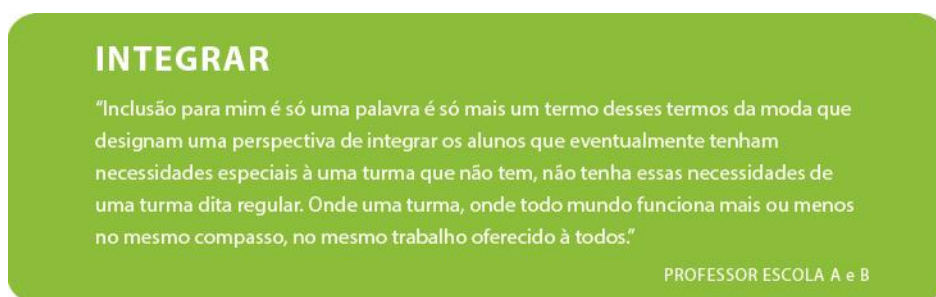 INTEGRAR
“Inclusão para mim é só uma palavra é só mais um termo desses termos da moda que
designam uma perspectiva de integrar os alunos que eventualmente tenham
necessidades especiais à uma turma que não tem, não tenha essas necessidades de
uma turma dita regular. Onde uma turma, onde todo mundo funciona mais ou menos
no mesmo compasso, no mesmo trabalho oferecido à todos.”
PROFESSOR ESCOLA A e B